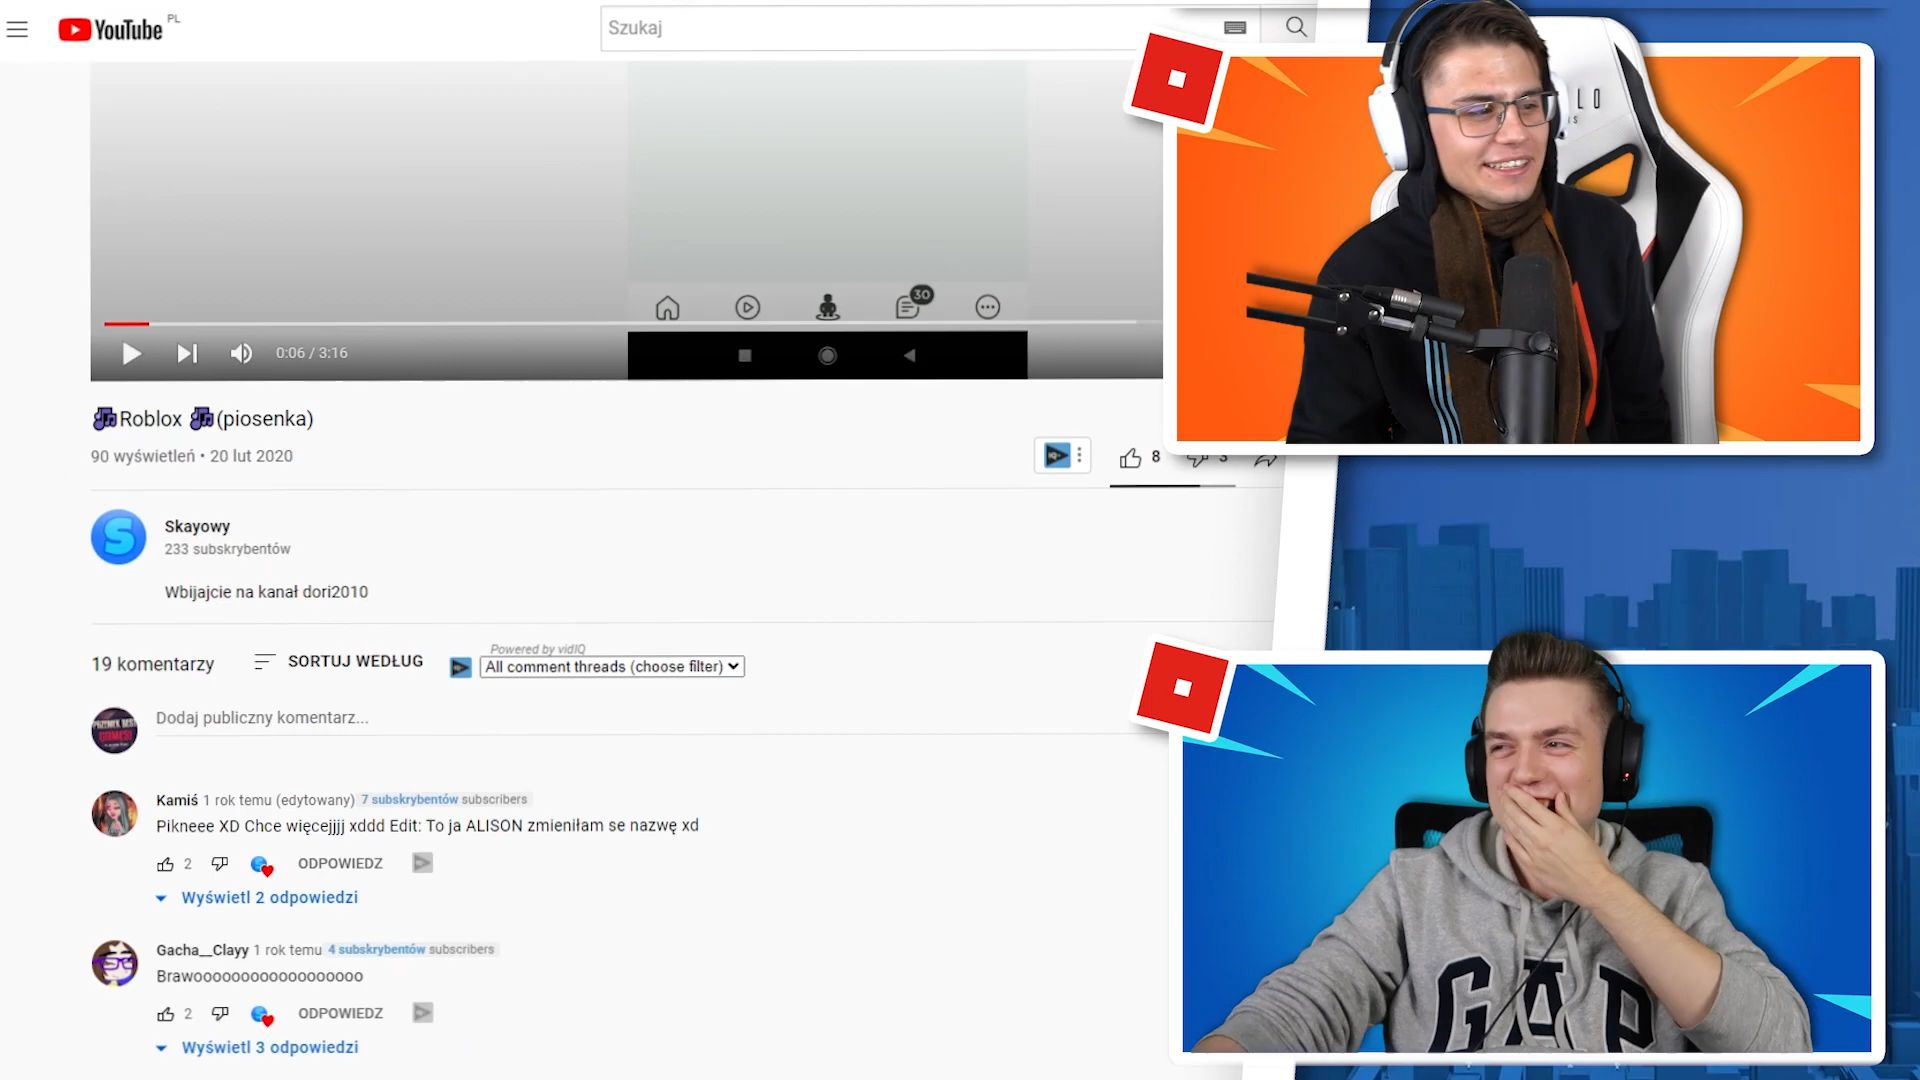 YouTube PL
Szukaj
30
0:06 / 3:16
Roblox (piosenka)
90 wyświetleń • 20 lut 2020
8
3
Skayowy
233 subskrybentów
Wbijajcie na kanał dori2010
19 komentarzy
SORTUJ WEDŁUG
Powered by vidIQ
All comment threads (choose filter)
Dodaj publiczny komentarz...
Kamiś 1 rok temu (edytowany) 7 subskrybentów subscribers
Pikneee XD Chce więcejjjj xddd Edit: To ja ALISON zmieniłam se nazwę xd
2 ODPOWIEDZ
Wyświetl 2 odpowiedzi
Gacha__Clayy 1 rok temu 4 subskrybentów subscribers
Brawoooooooooooooooooo
2 ODPOWIEDZ
Wyświetl 3 odpowiedzi
LO
GAP